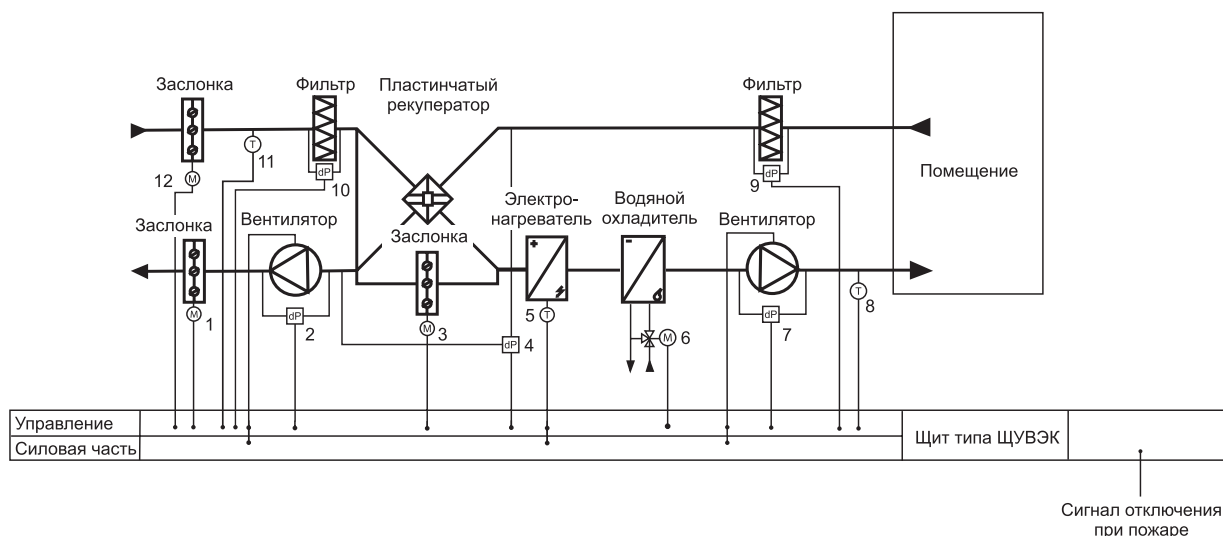 Заслонка
Фильтр
Пластинчатый
рекуператор
Фильтр
T
11
M
12
dP
10
dP
9
Помещение
Заслонка
Вентилятор
Заслонка
Электро-
нагреватель
Водяной
охладитель
Вентилятор
+
-
M
1
dP
2
M
3
dP
4
5
T
M
6
dP
7
T
8
Управление
Силовая часть
Щит типа ЩУВЭК
Сигнал отключения
при пожаре